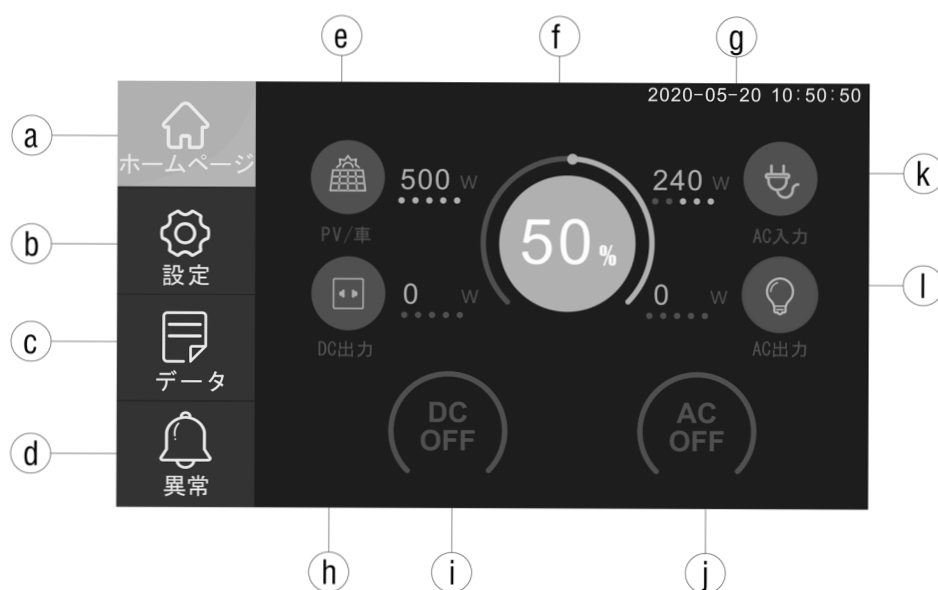 e
f
g
a
ホームページ
2020-05-20 10:50:50
500 W
PV/車
50%
240 W
AC入力
k
b
設定
0 W
DC出力
0 W
AC出力
l
c
データ
DC
OFF
AC
OFF
d
異常
h
i
j